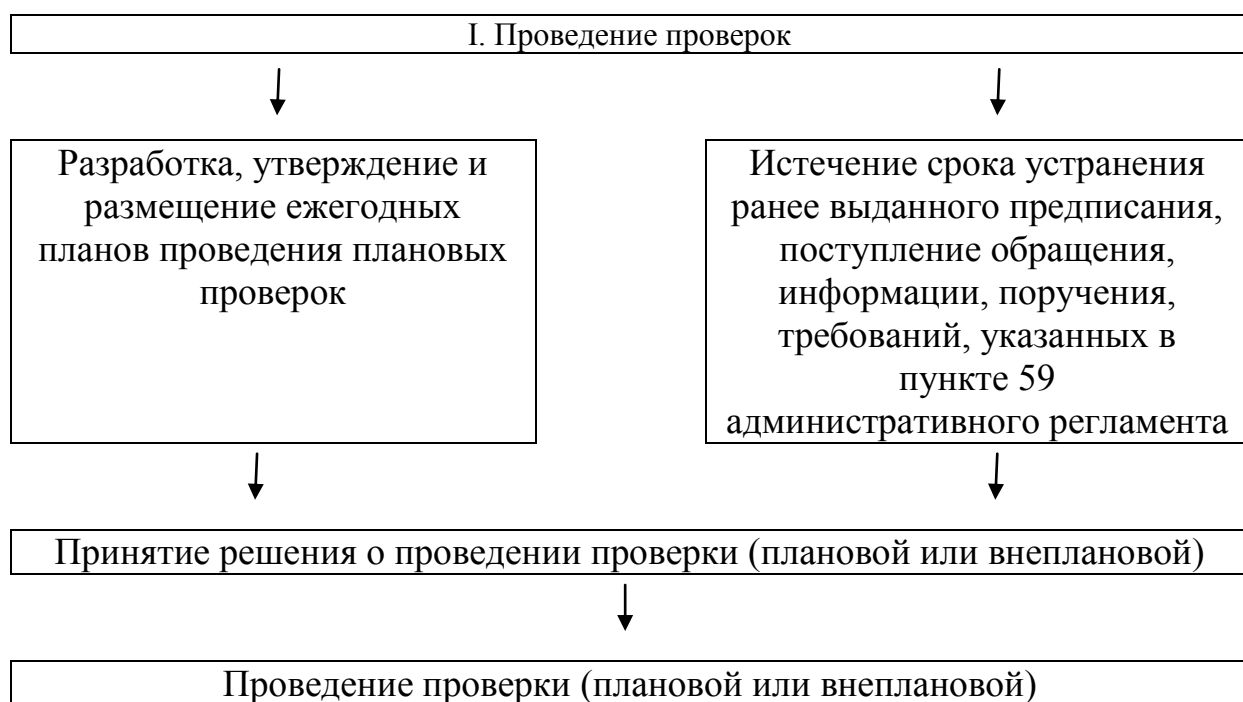 I. Проведение проверок
Разработка, утверждение и
размещение ежегодных
планов проведения плановых
проверок
Истечение срока устранения
ранее выданного предписания,
поступление обращения,
информации, поручения,
требований, указанных в
пункте 59
административного регламента
Принятие решения о проведении проверки (плановой или внеплановой)
Проведение проверки (плановой или внеплановой)